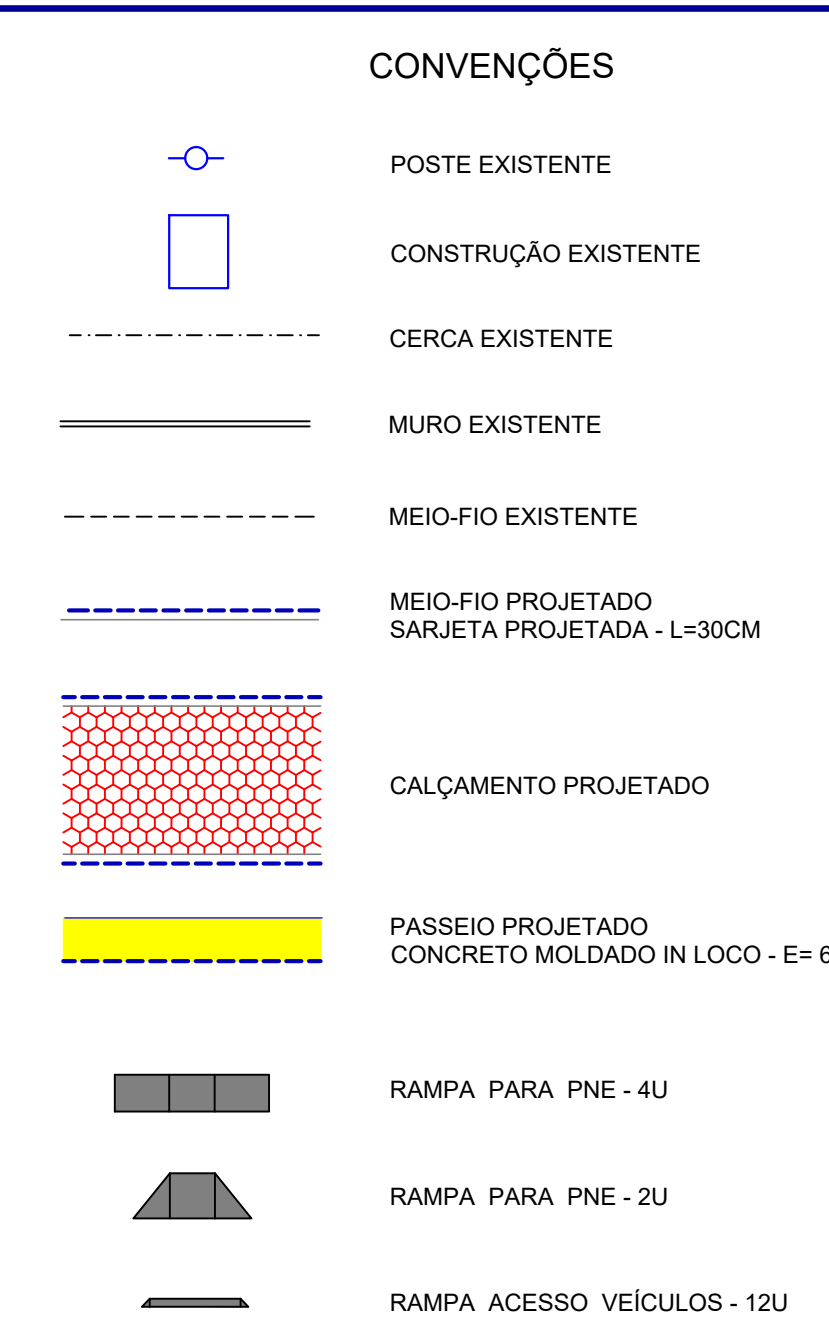 CONVENÇÕES
POSTE EXISTENTE
CONSTRUÇÃO EXISTENTE
CERCA EXISTENTE
MURO EXISTENTE
MEIO-FIO EXISTENTE
MEIO-FIO PROJETADO
SARJETA PROJETADA - L=30CM
CALÇAMENTO PROJETADO
PASSEIO PROJETADO
CONCRETO MOLDADO IN LOCO - E= 6
RAMPA PARA PNE - 4U
RAMPA PARA PNE - 2U
RAMPA ACESSO VEÍCULOS - 12U